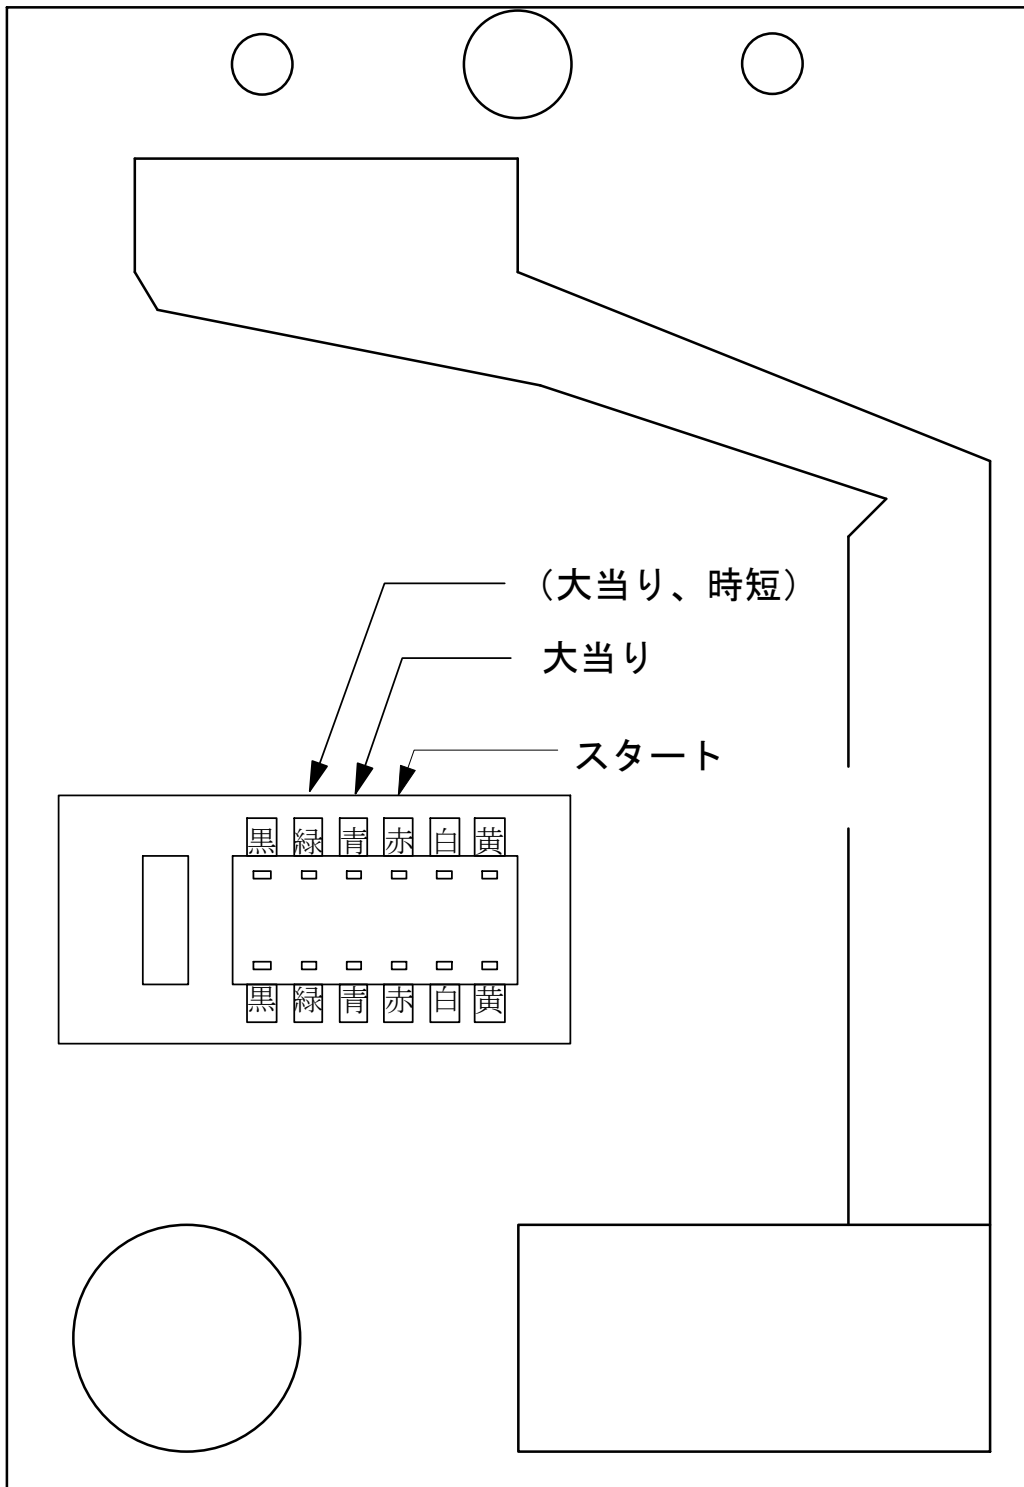 （大当り、時短）
大当り
スタート
黒 緑 青 赤 白 黄
黒 緑 青 赤 白 黄